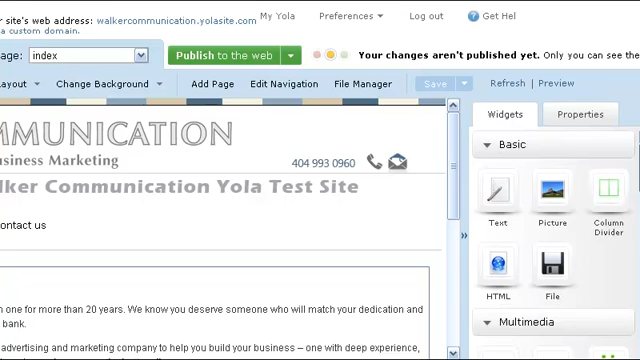 r site's web address: walkercommunication.yolasite.com
My Yola Preferences Log out Get Hel
a custom domain.
age: index Publish to the web Your changes aren't published yet. Only you can see the
ayout Change Background Add Page Edit Navigation File Manager Save Refresh Preview
MMUNICATION
usiness Marketing
404 993 0960
lker Communication Yola Test Site
ontact us
n one for more than 20 years. We know you deserve someone who will match your dedication and
bank.
advertising and marketing company to help you build your business – one with deep experience,
Widgets Properties
Basic
Text Picture Column
Divider
HTML File
Multimedia